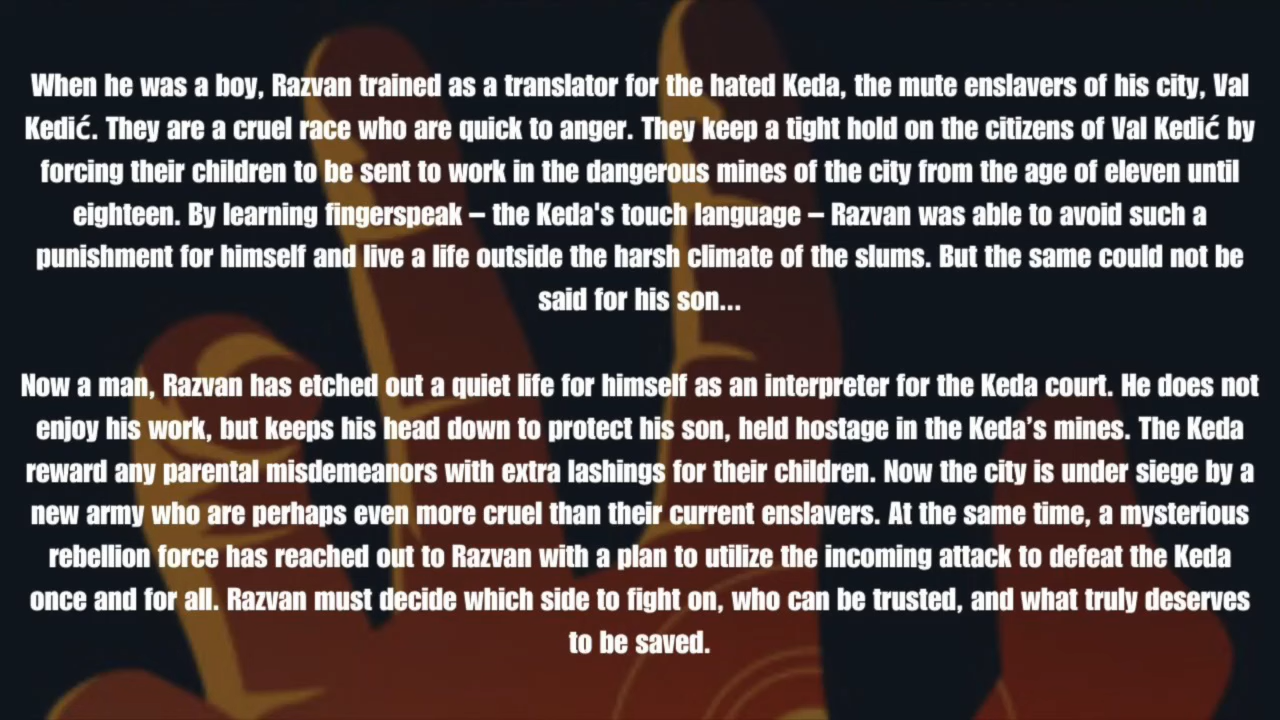 When he was a boy, Razvan trained as a translator for the hated Keda, the mute enslavers of his city, Val
Kedić. They are a cruel race who are quick to anger. They keep a tight hold on the citizens of Val Kedić by
forcing their children to be sent to work in the dangerous mines of the city from the age of eleven until
eighteen. By learning fingerspeak – the Keda's touch language – Razvan was able to avoid such a
punishment for himself and live a life outside the harsh climate of the slums. But the same could not be
said for his son...
Now a man, Razvan has etched out a quiet life for himself as an interpreter for the Keda court. He does not
enjoy his work, but keeps his head down to protect his son, held hostage in the Keda’s mines. The Keda
reward any parental misdemeanors with extra lashings for their children. Now the city is under siege by a
new army who are perhaps even more cruel than their current enslavers. At the same time, a mysterious
rebellion force has reached out to Razvan with a plan to utilize the incoming attack to defeat the Keda
once and for all. Razvan must decide which side to fight on, who can be trusted, and what truly deserves
to be saved.